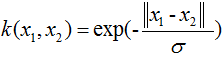 k(x₁, x₂) = exp(-‖x₁ - x₂‖ / σ)